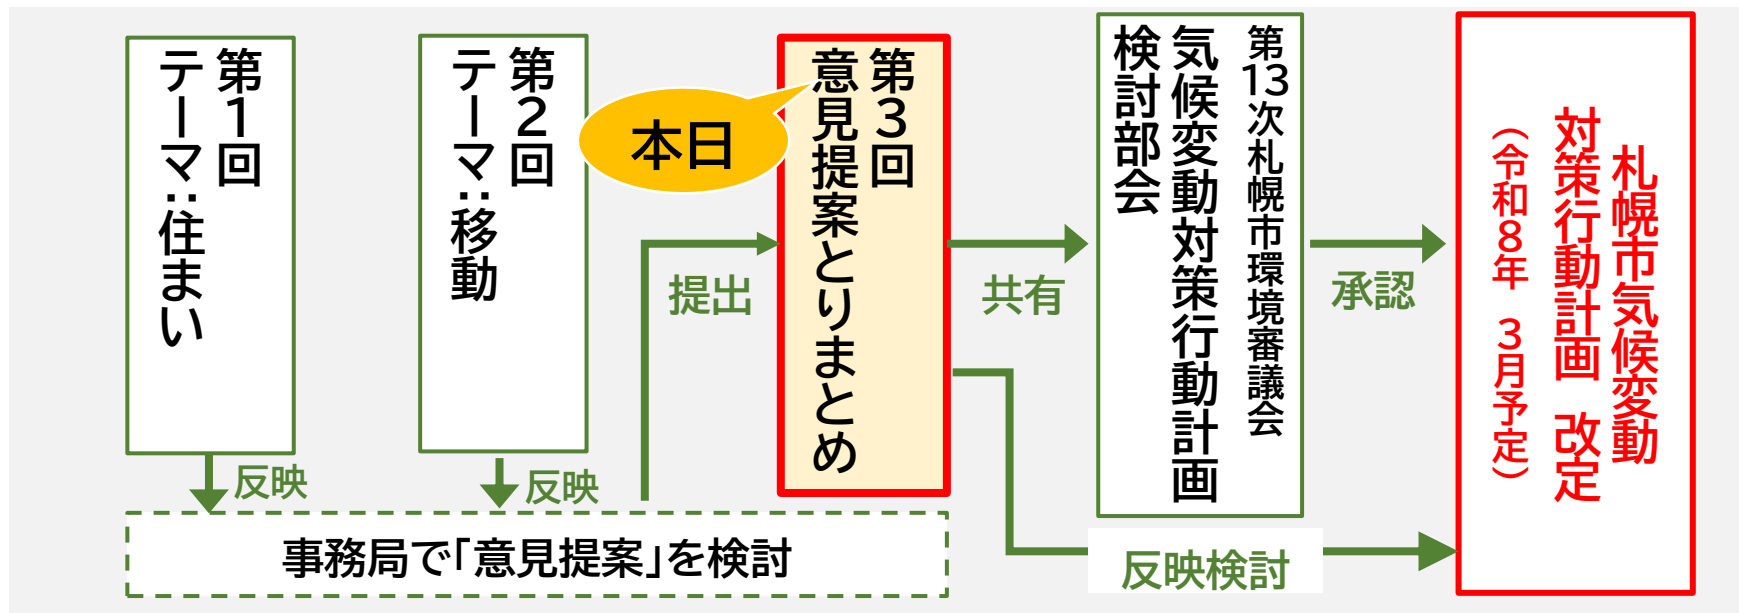 第1回
テーマ：住まい
反映
第2回
テーマ：移動
反映
事務局で「意見提案」を検討
提出
本日
第3回
意見提案とりまとめ
共有
第13次札幌市環境審議会
気候変動対策行動計画
検討部会
承認
反映検討
札幌市気候変動
対策行動計画 改定
（令和8年 3月予定）